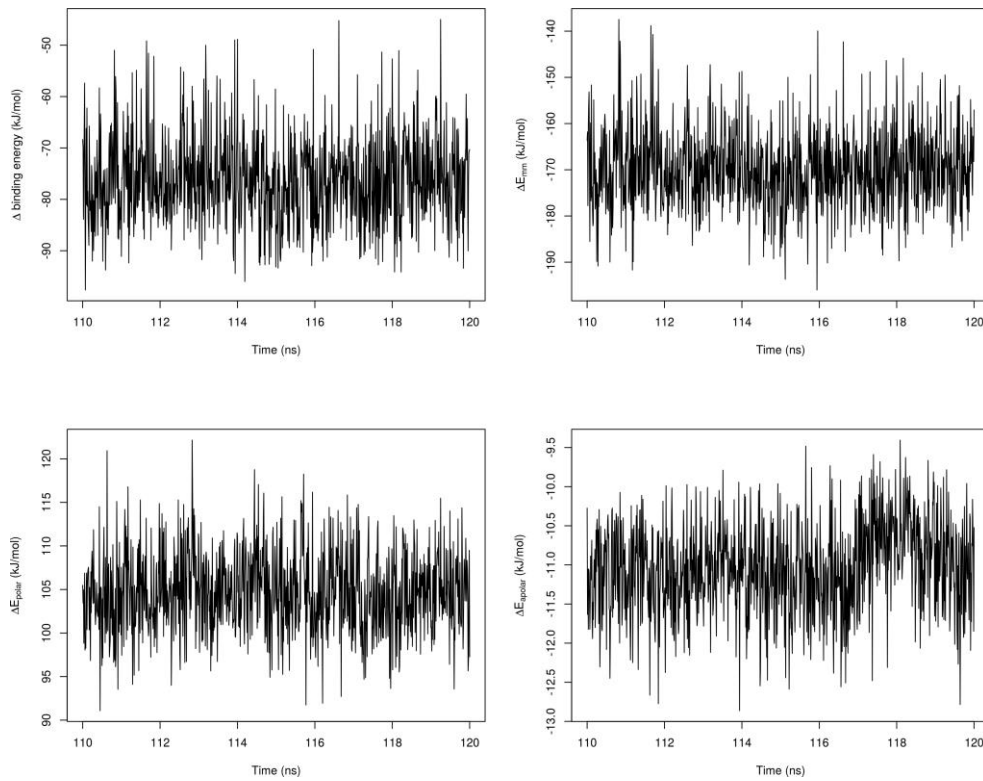 Δ binding energy (kJ/mol)
-50
-60
-70
-80
90
110 112 114 116 118 120
Time (ns)
ΔEmm (kJ/mol)
-140
-150
-160
-170
-180
-190
110 112 114 116 118 120
Time (ns)
ΔEpolar (kJ/mol)
120
115
110
105
100
95
90
110 112 114 116 118 120
Time (ns)
ΔEapolar (kJ/mol)
-9.5
-10.0
-10.5
-11.0
-11.5
-12.0
-12.5
-13.0
110 112 114 116 118 120
Time (ns)